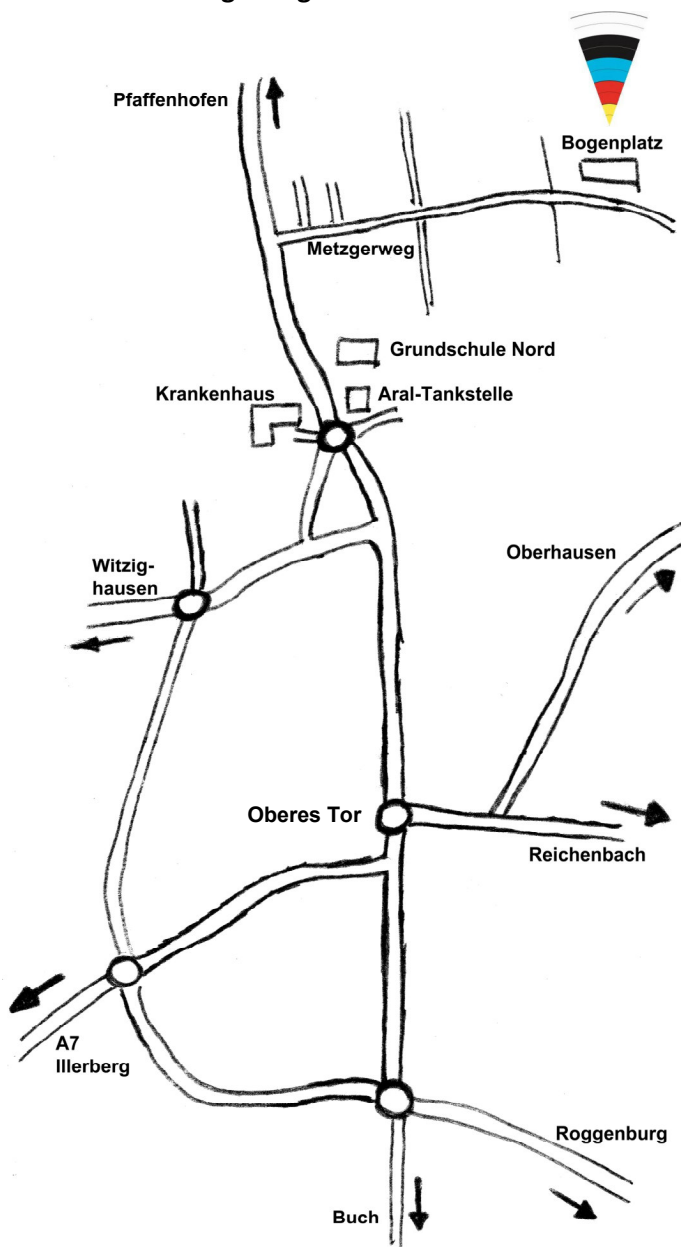 Pfaffenhofen
Bogenplatz
Metzgerweg
Grundschule Nord
Krankenhaus
Aral-Tankstelle
Witzig-
hausen
Oberhausen
Oberes Tor
Reichenbach
A7
Illerberg
Roggenburg
Buch